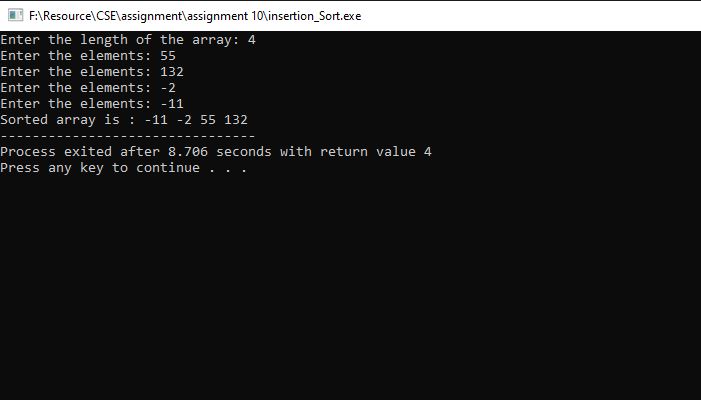 F:\Resource\CSE\assignment\assignment 10\insertion_Sort.exe
Enter the length of the array: 4
Enter the elements: 55
Enter the elements: 132
Enter the elements: -2
Enter the elements: -11
Sorted array is : -11 -2 55 132
--------------------------------
Process exited after 8.706 seconds with return value 4
Press any key to continue . . .